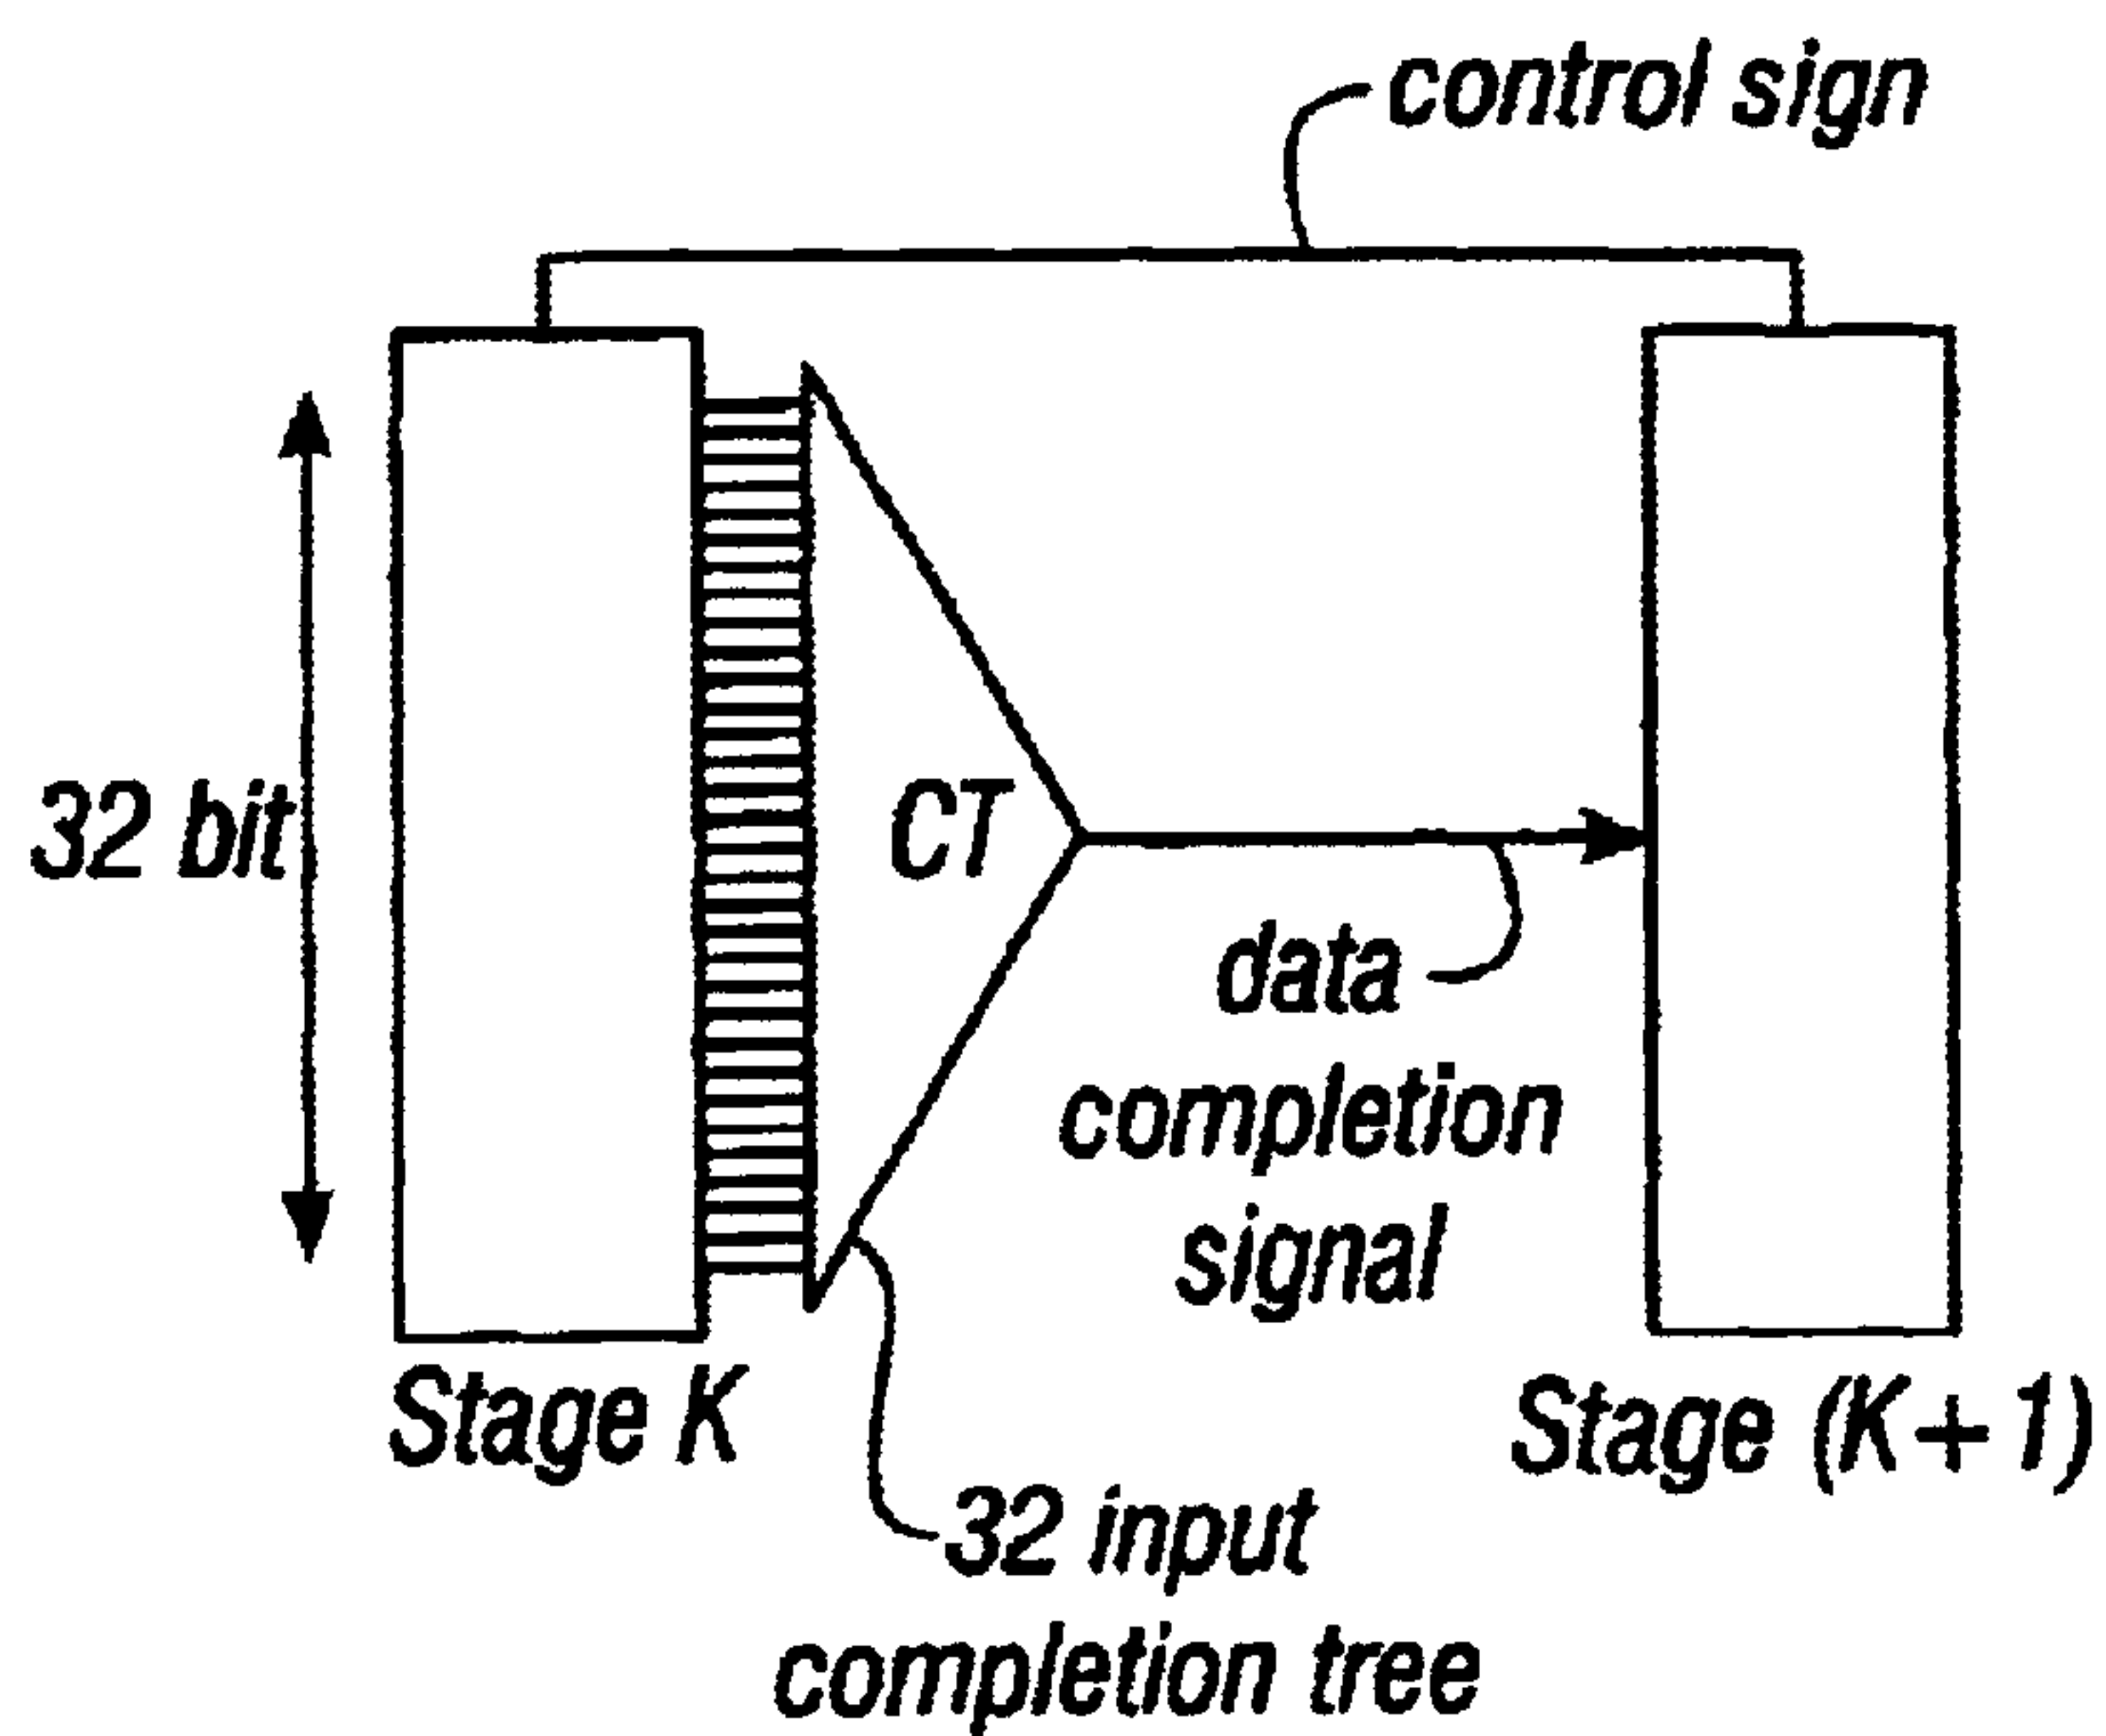 control sign
32 bit
CT
data
completion
signal
Stage K
Stage (K + 1)
32 input
completion tree